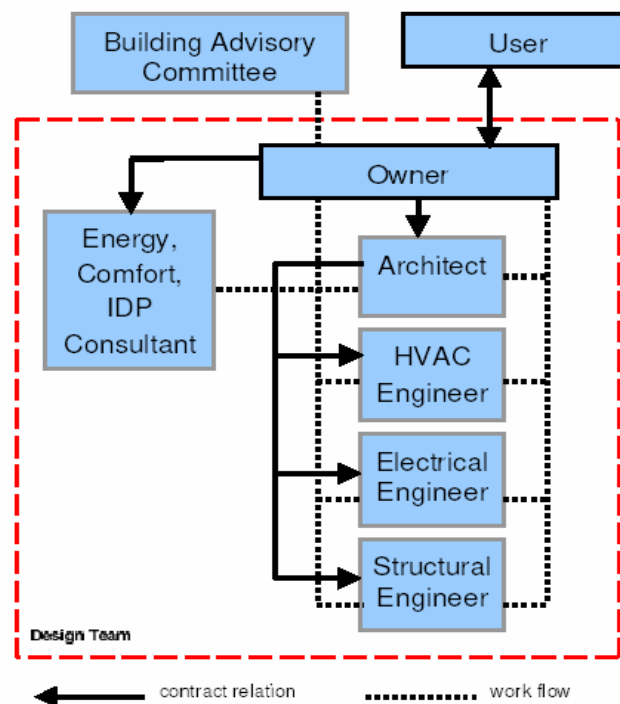 Building Advisory
Committee
User
Owner
Energy,
Comfort,
IDP
Consultant
Architect
HVAC
Engineer
Electrical
Engineer
Structural
Engineer
Design Team
contract relation
work flow